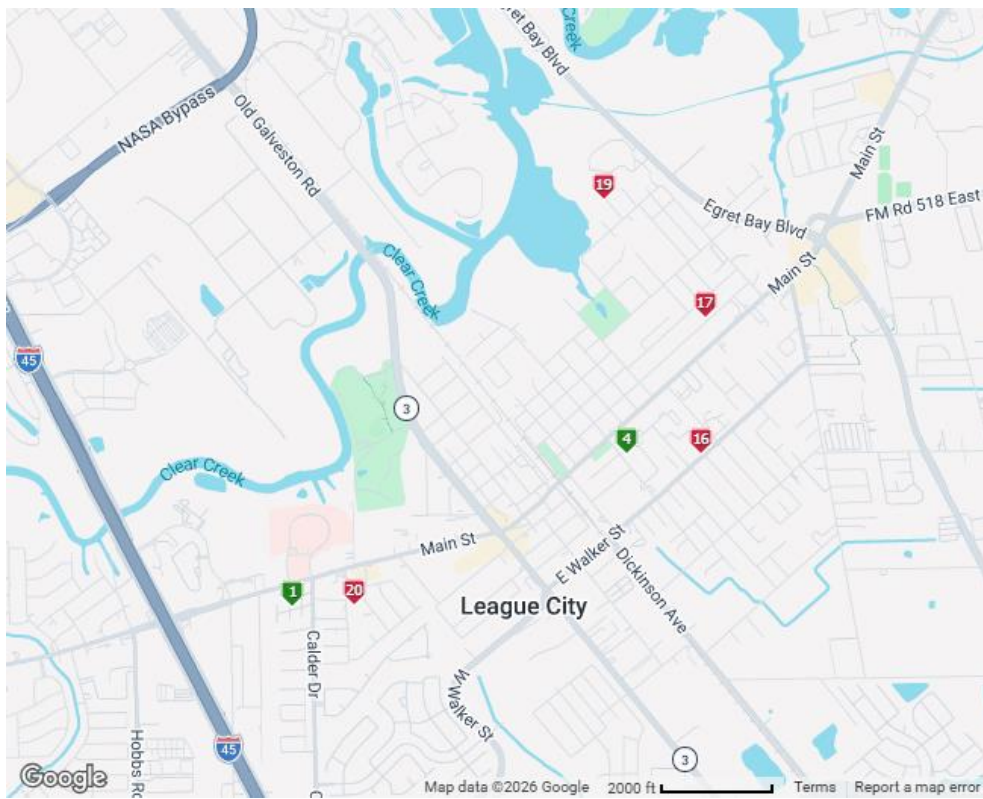 Egret Bay Blvd
Creek
NASA Bypass
Old Galveston Rd
19
Main St
FM Rd 518 East
Egret Bay Blvd
Clear Creek
Main St
17
45
3
4
16
Clear Creek
Main St
E Walker St
1
20
League City
Dickinson Ave
Calder Dr
W Walker St
Hobbs Rd
45
3
Google
Map data ©2026 Google
2000 ft
Terms
Report a map error